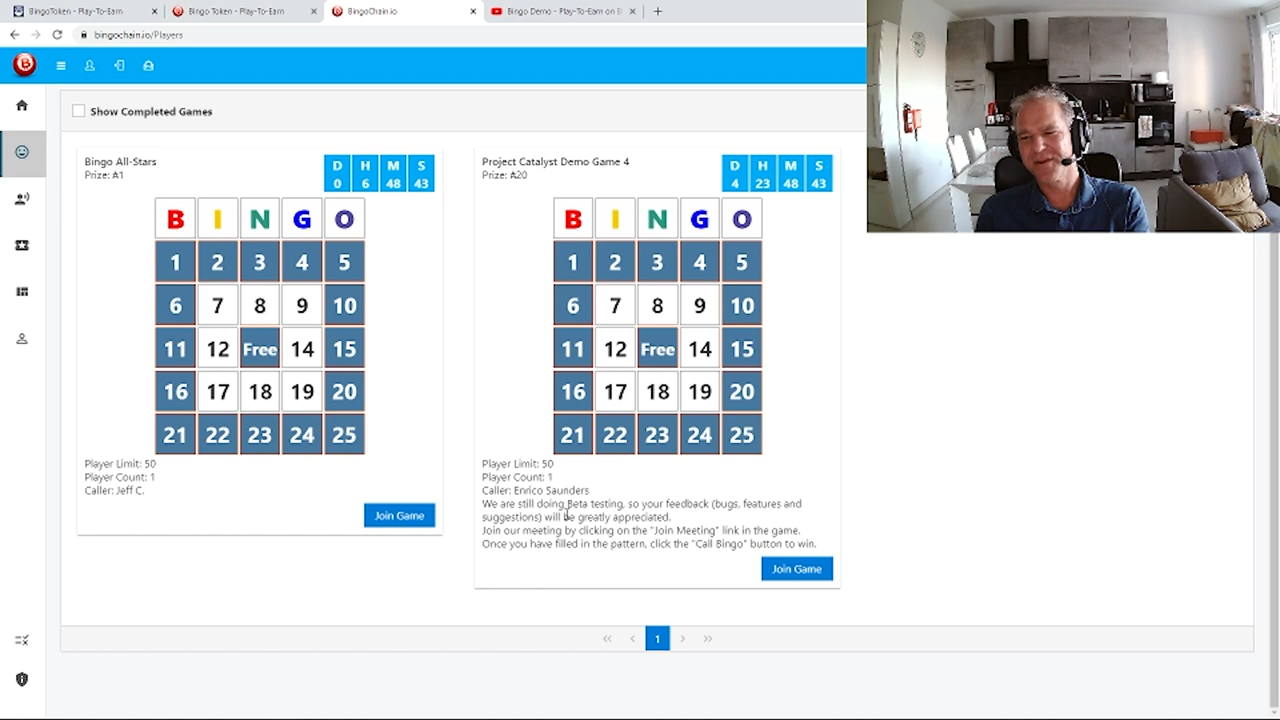 BingoToken - Play-To-Earn
Bingo Token - Play-To-Earn
BingoChain.io
Bingo Demo - Play-To-Earn on B
bingochain.io/Players
Show Completed Games
Bingo All-Stars
Prize: ₳1
D H M S
0 6 48 43
B I N G O
1 2 3 4 5
6 7 8 9 10
11 12 Free 14 15
16 17 18 19 20
21 22 23 24 25
Player Limit: 50
Player Count: 1
Caller: Jeff C.
Join Game
Project Catalyst Demo Game 4
Prize: ₳20
D H M S
4 23 48 43
B I N G O
1 2 3 4 5
6 7 8 9 10
11 12 Free 14 15
16 17 18 19 20
21 22 23 24 25
Player Limit: 50
Player Count: 1
Caller: Enrico Saunders
We are still doing Beta testing, so your feedback (bugs, features and
suggestions) will be greatly appreciated.
Join our meeting by clicking on the "Join Meeting" link in the game.
Once you have filled in the pattern, click the "Call Bingo" button to win.
Join Game
1